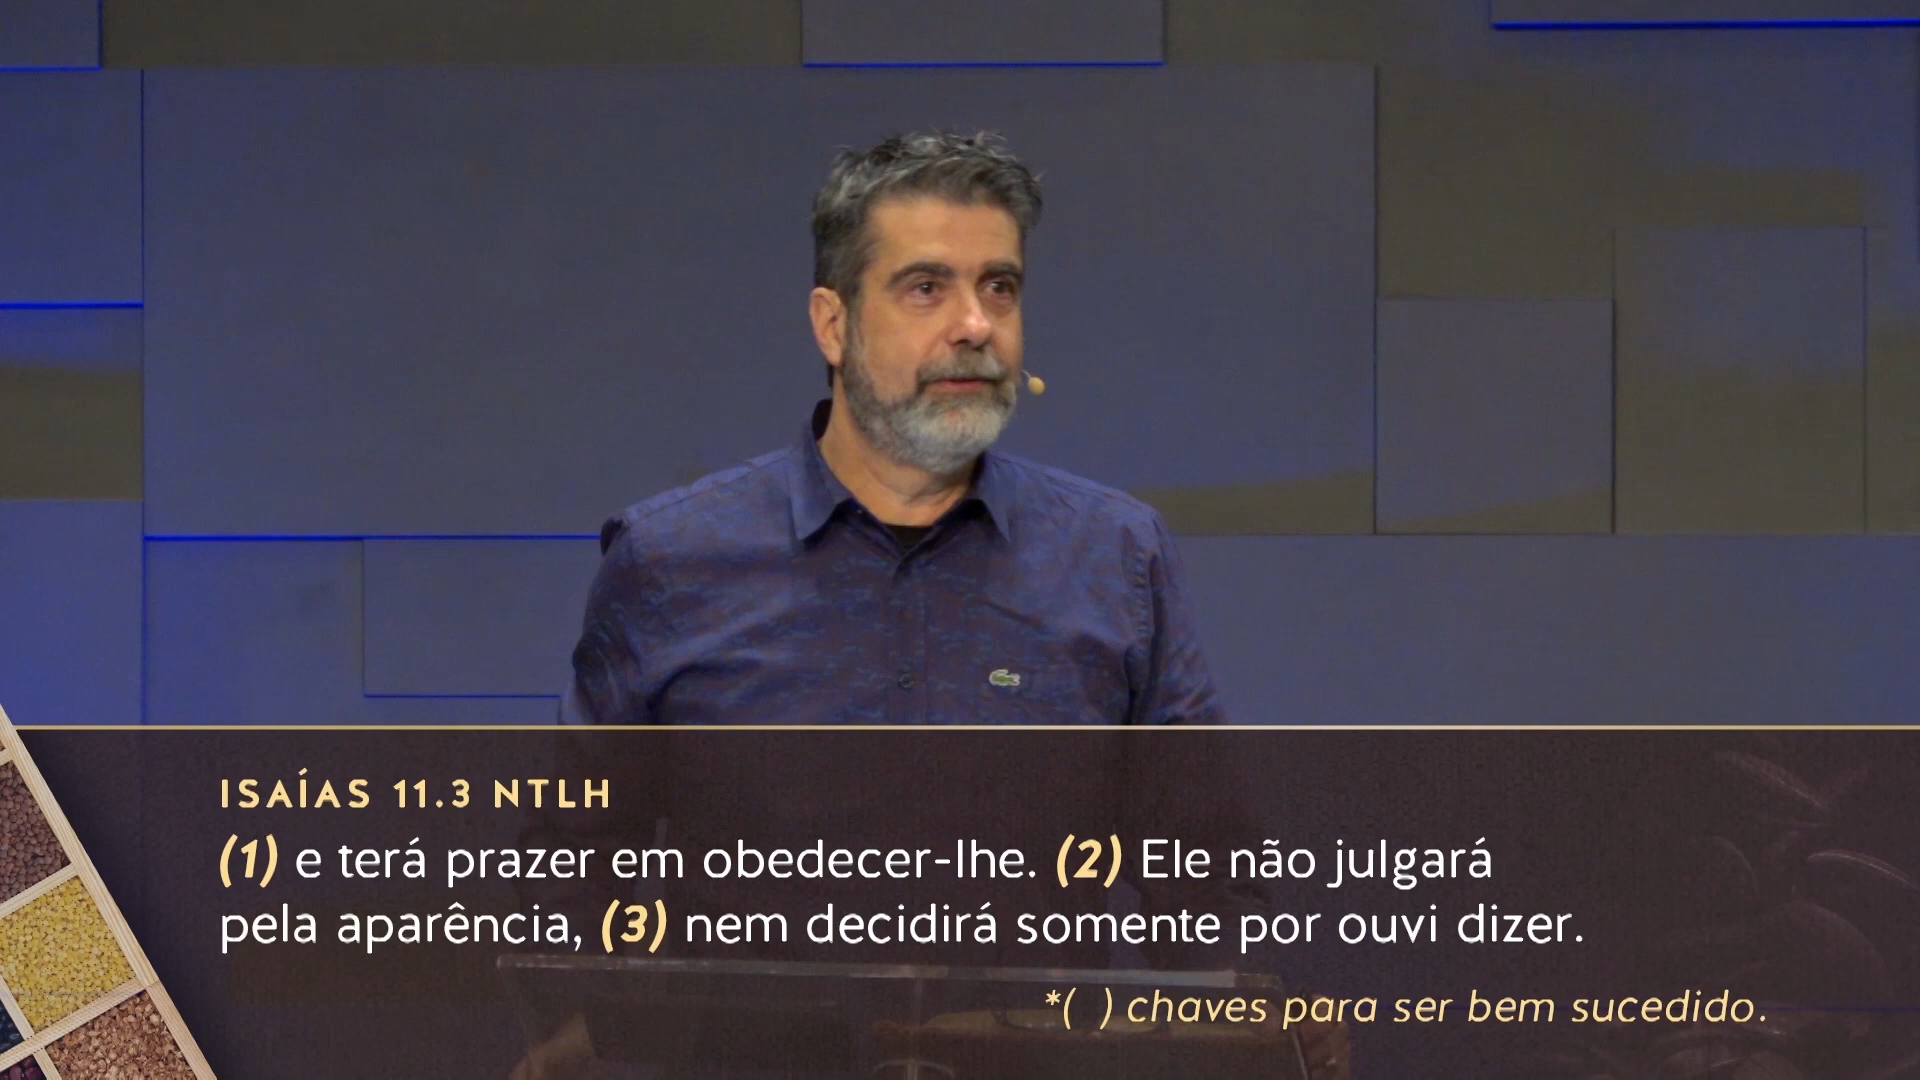 ISAÍAS 11.3 NTLH
(1) e terá prazer em obedecer-lhe. (2) Ele não julgará
pela aparência, (3) nem decidirá somente por ouvi dizer.
*( ) chaves para ser bem sucedido.